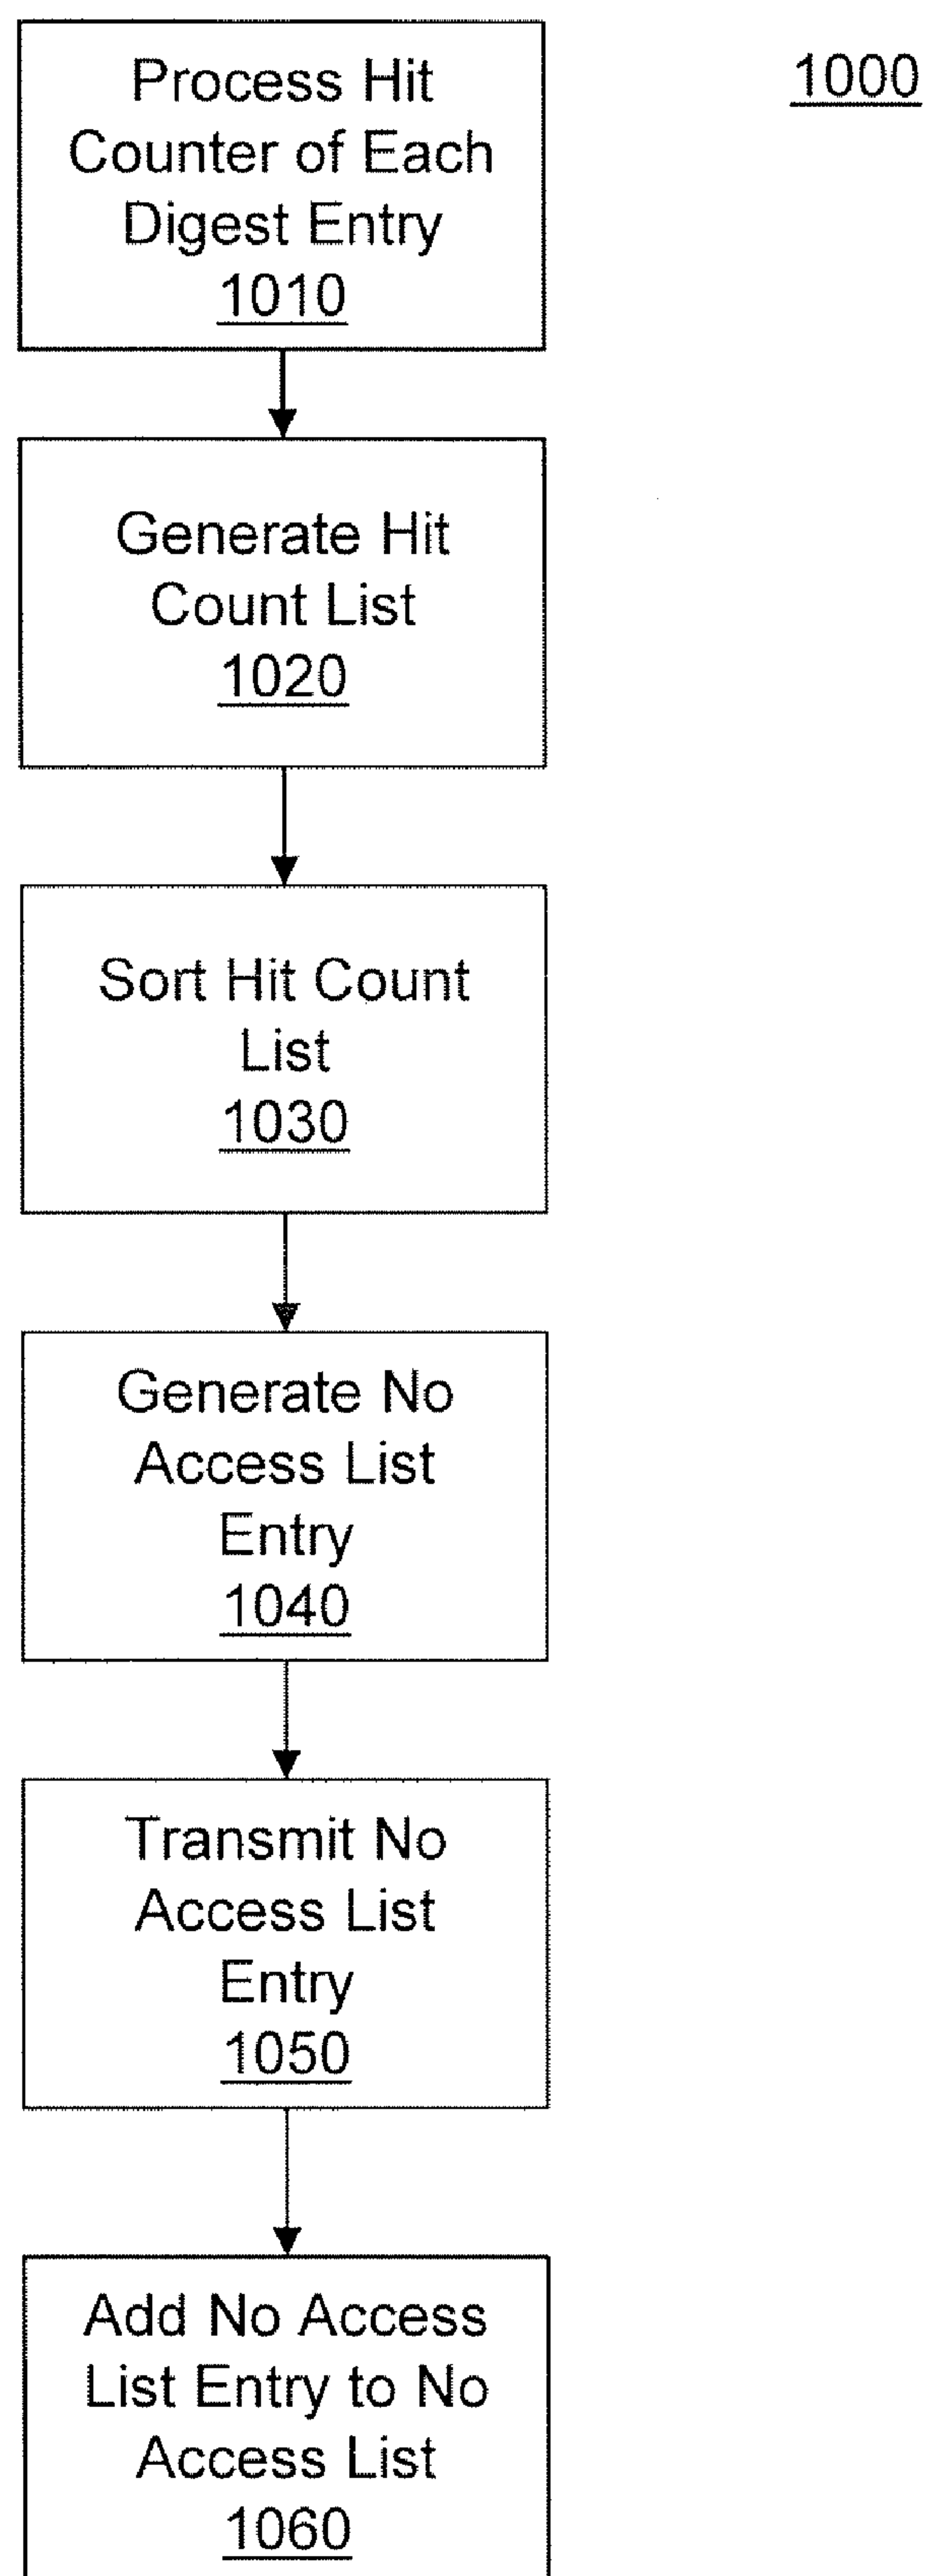 1000
Process Hit
Counter of Each
Digest Entry
1010
Generate Hit
Count List
1020
Sort Hit Count
List
1030
Generate No
Access List
Entry
1040
Transmit No
Access List
Entry
1050
Add No Access
List Entry to No
Access List
1060